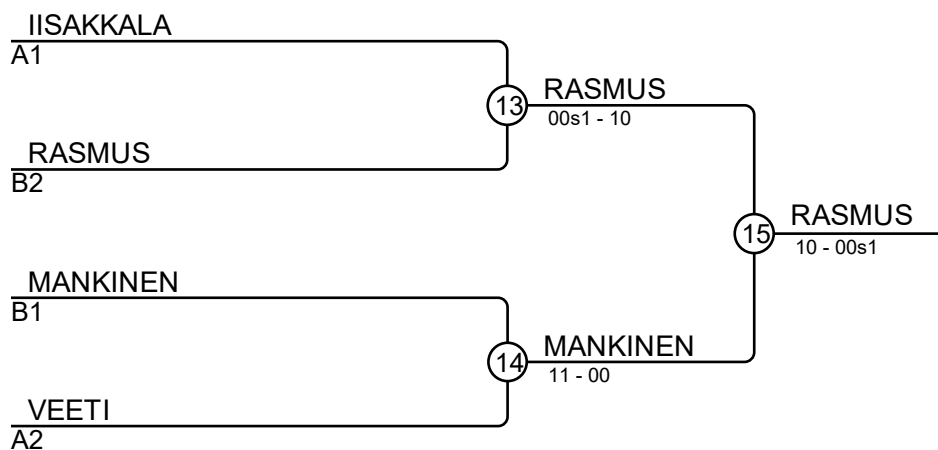 IISAKKALA
A1
13
RASMUS
00s1 - 10
RASMUS
B2
15
RASMUS
10 - 00s1
MANKINEN
B1
14
MANKINEN
11 - 00
VEETI
A2